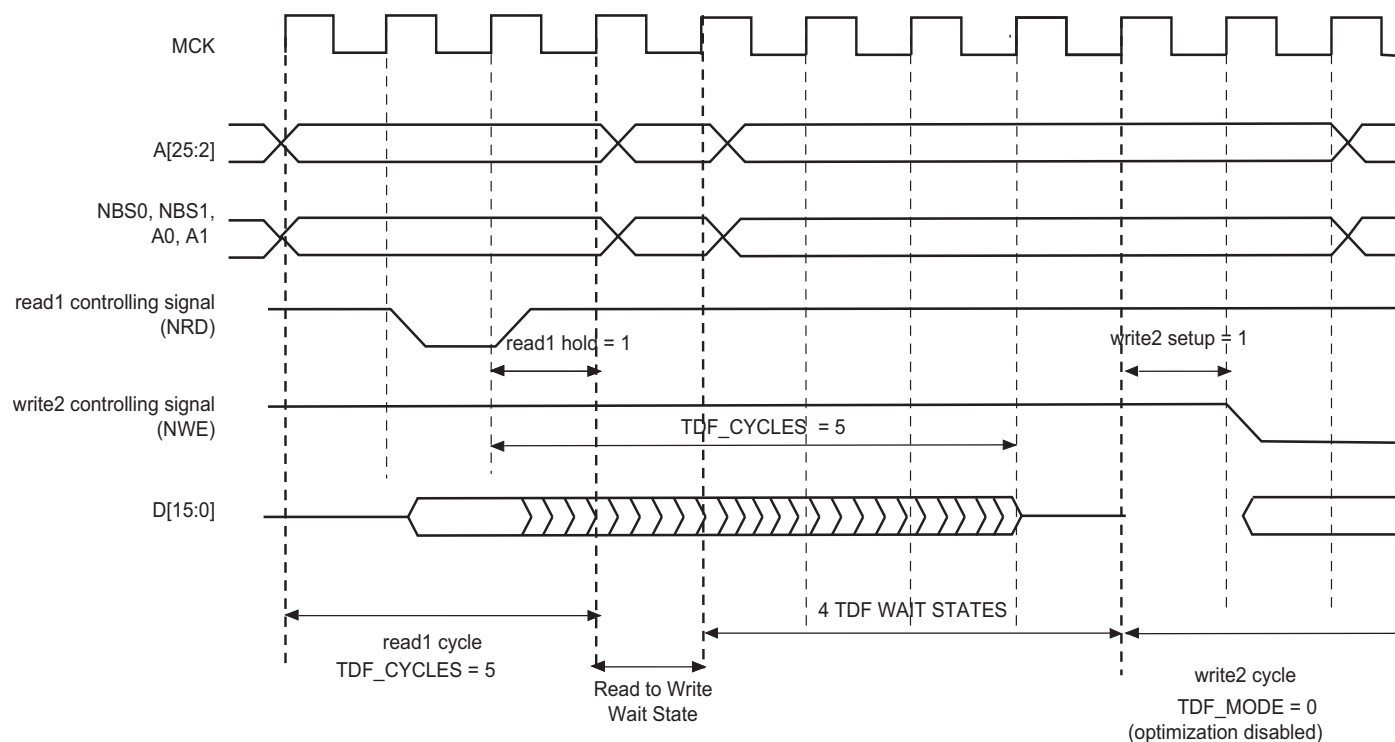 MCK
A[25:2]
NBS0, NBS1,
A0, A1
read1 controlling signal
(NRD)
read1 hold = 1
write2 setup = 1
write2 controlling signal
(NWE)
TDF_CYCLES = 5
D[15:0]
4 TDF WAIT STATES
read1 cycle
TDF_CYCLES = 5
Read to Write
Wait State
write2 cycle
TDF_MODE = 0
(optimization disabled)